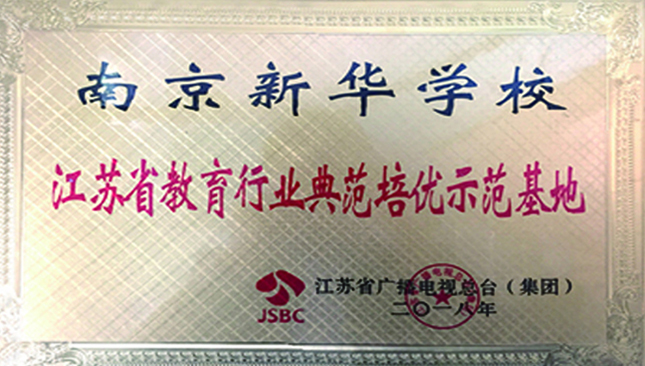 南京新华学校
江苏省教育行业典范培优示范基地
JSBC
江苏省广播电视总台（集团）
二〇一八年